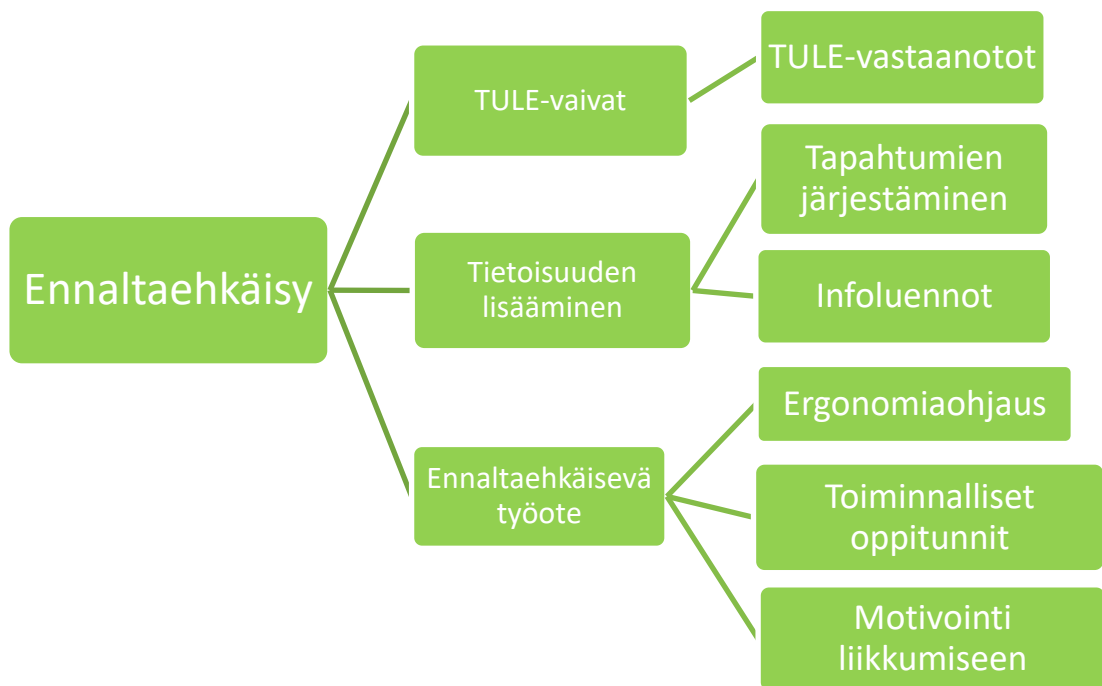 Ennaltaehkäisy
TULE-vaivat
TULE-vastaanotot
Tietoisuuden
lisääminen
Tapahtumien
järjestäminen
Infoluennot
Ennaltaehkäisevä
työote
Ergonomiaohjaus
Toiminnalliset
oppitunnit
Motivointi
liikkumiseen